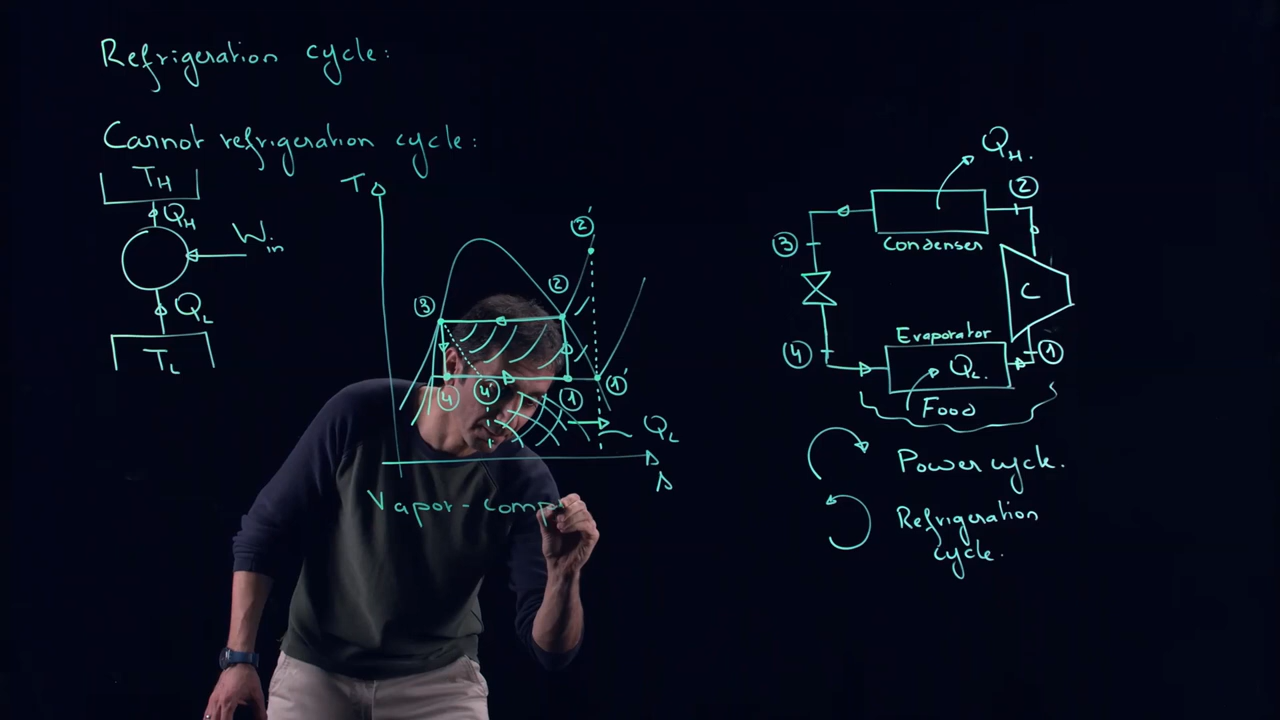 Refrigeration cycle:
Carnot refrigeration cycle:
T_H
Q_H
W_in
Q_L
T_L
T
2'
2
3
4
4'
1
1'
Q_L
s
Vapor-comp
Q_H.
2
Condenser
3
C
Evaporator
4
Q_L.
1
Food
Power cycle.
Refrigeration
cycle.